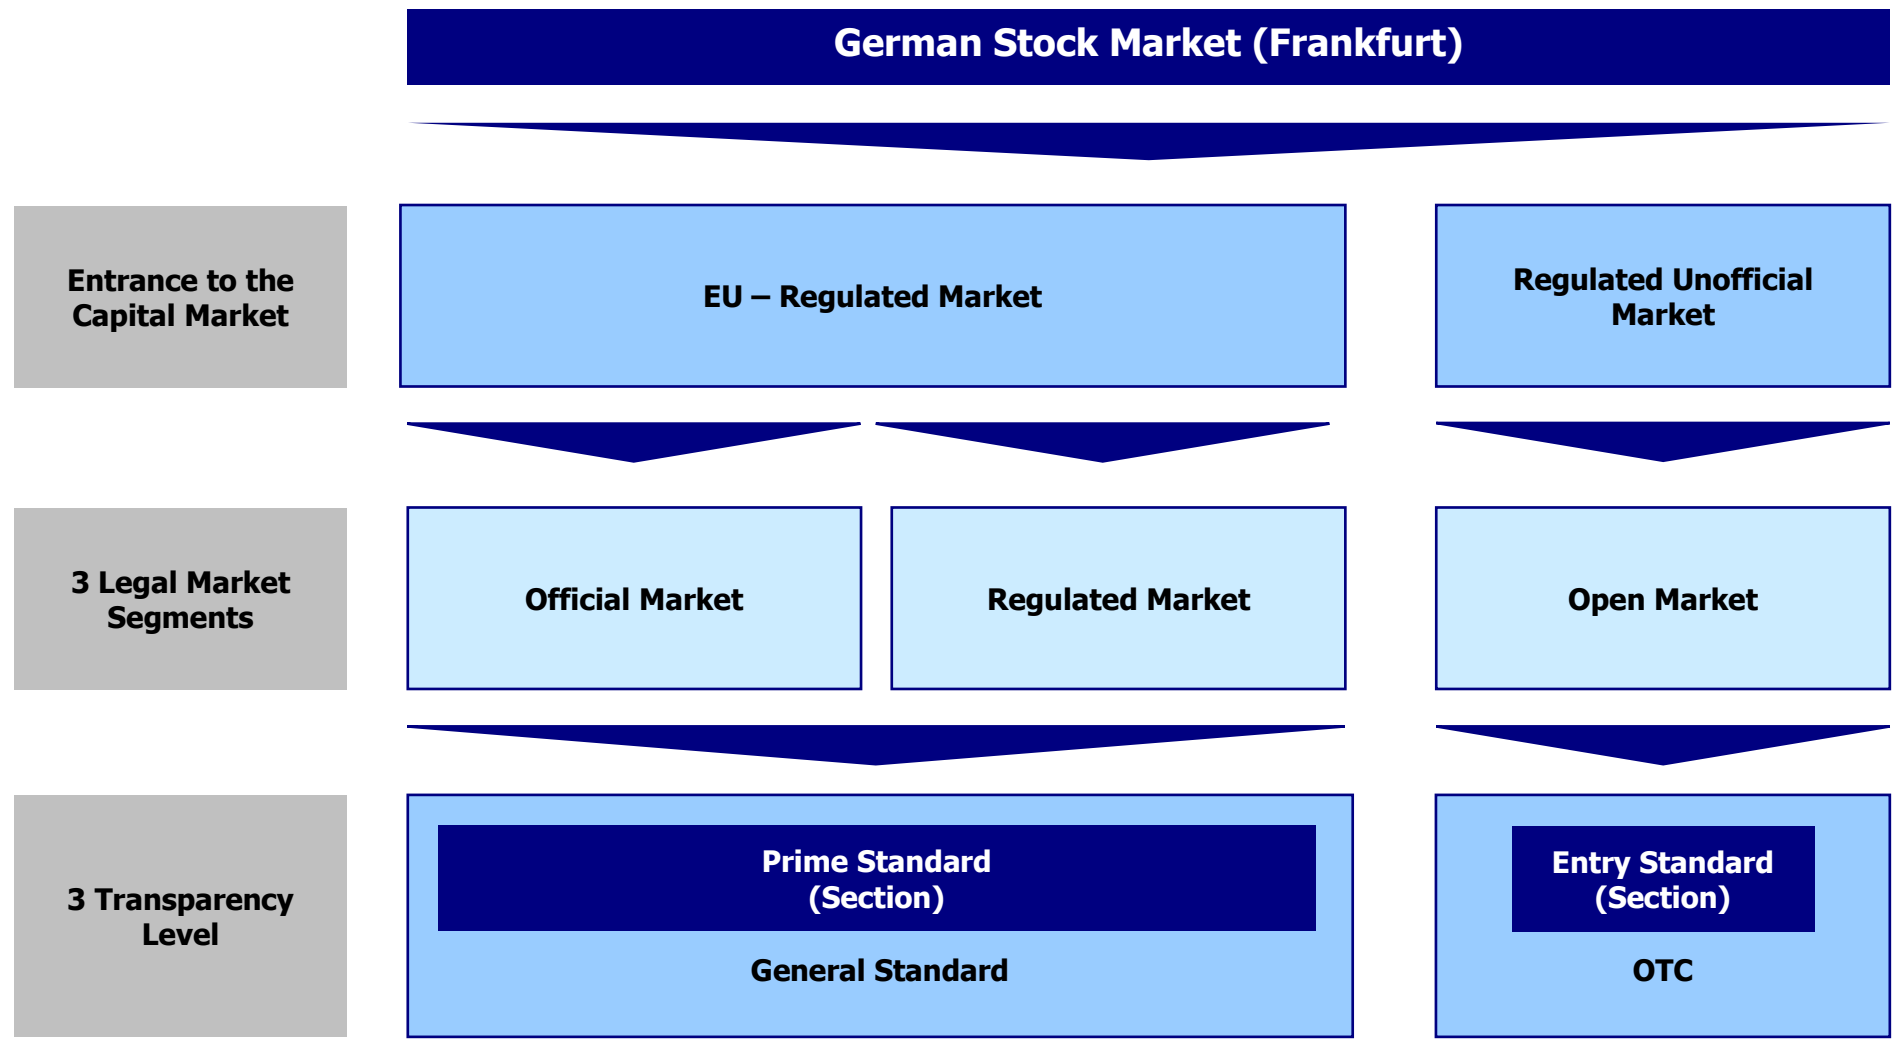 German Stock Market (Frankfurt)
Entrance to the
Capital Market
EU – Regulated Market
Regulated Unofficial
Market
3 Legal Market
Segments
Official Market
Regulated Market
Open Market
3 Transparency
Level
Prime Standard
(Section)
General Standard
Entry Standard
(Section)
OTC